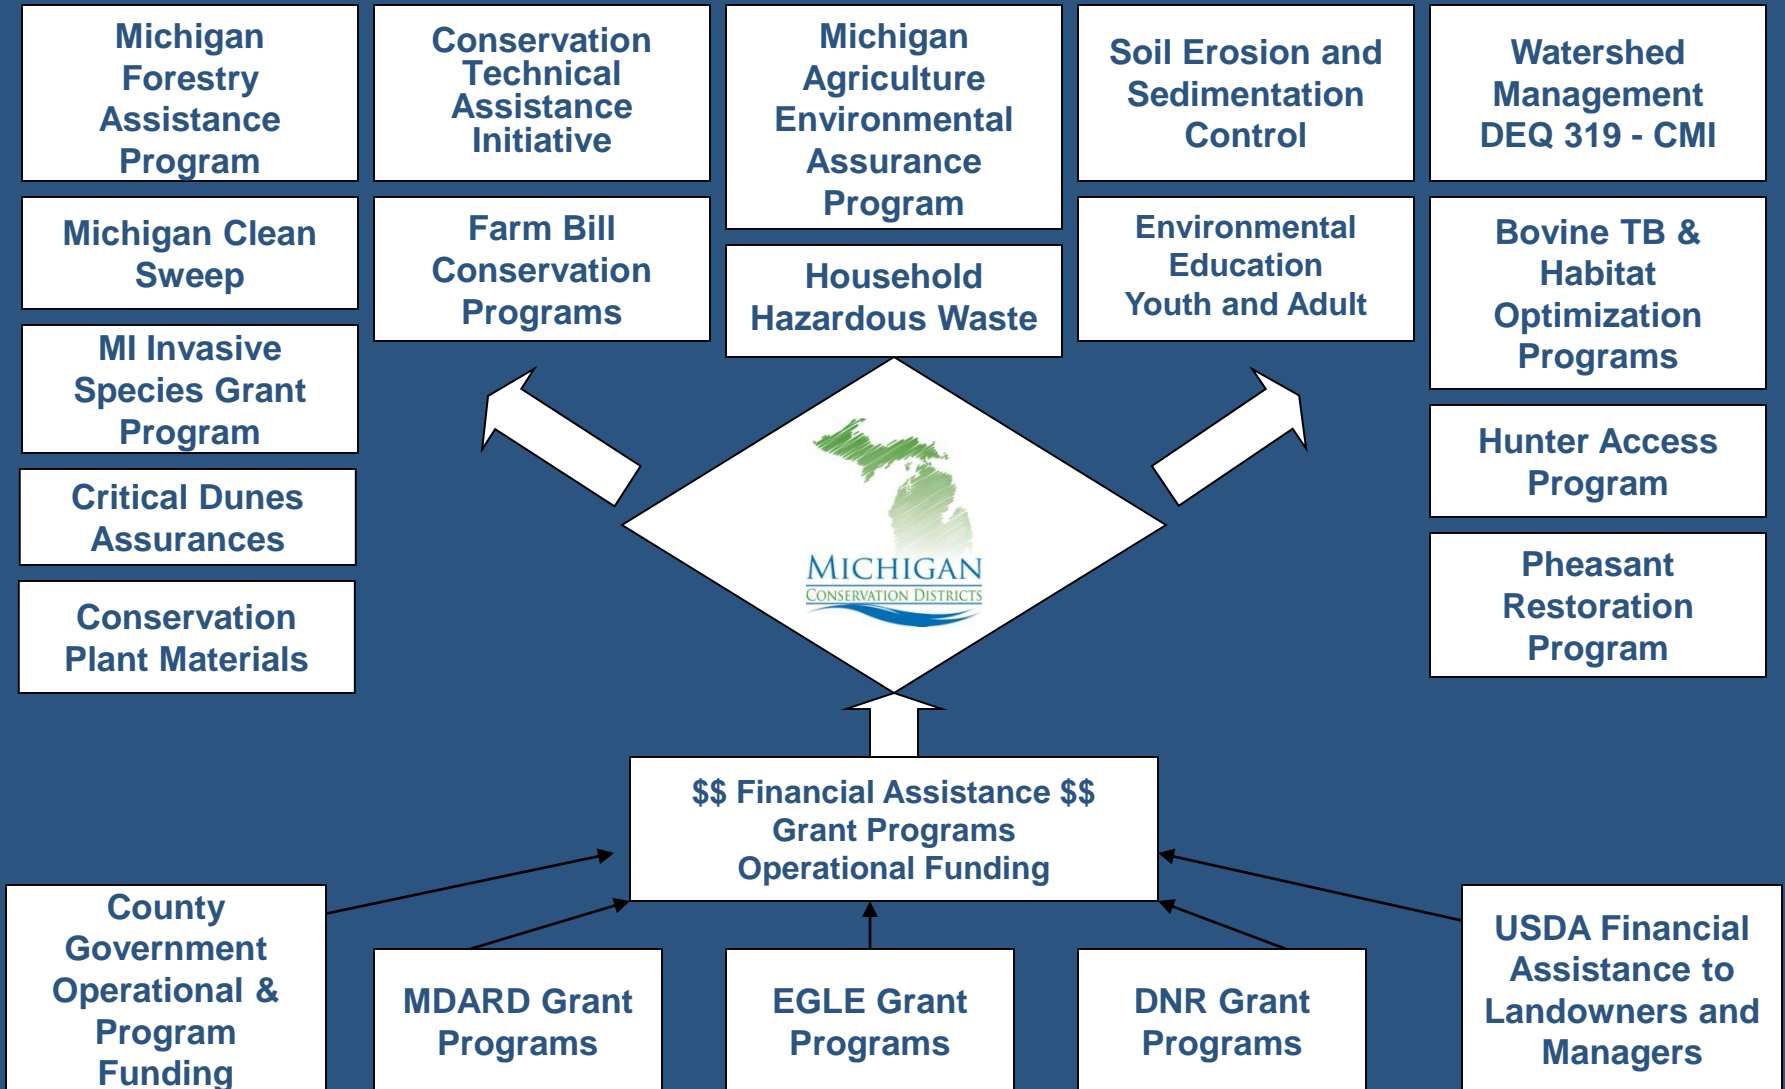 Michigan
Forestry
Assistance
Program
Conservation
Technical
Assistance
Initiative
Michigan
Agriculture
Environmental
Assurance
Program
Soil Erosion and
Sedimentation
Control
Watershed
Management
DEQ 319 - CMI
Michigan Clean
Sweep
Farm Bill
Conservation
Programs
Household
Hazardous Waste
Environmental
Education
Youth and Adult
Bovine TB &
Habitat
Optimization
Programs
MI Invasive
Species Grant
Program
Hunter Access
Program
Critical Dunes
Assurances
Pheasant
Restoration
Program
Conservation
Plant Materials
MICHIGAN
CONSERVATION DISTRICTS
$$ Financial Assistance $$
Grant Programs
Operational Funding
County
Government
Operational &
Program
Funding
MDARD Grant
Programs
EGLE Grant
Programs
DNR Grant
Programs
USDA Financial
Assistance to
Landowners and
Managers